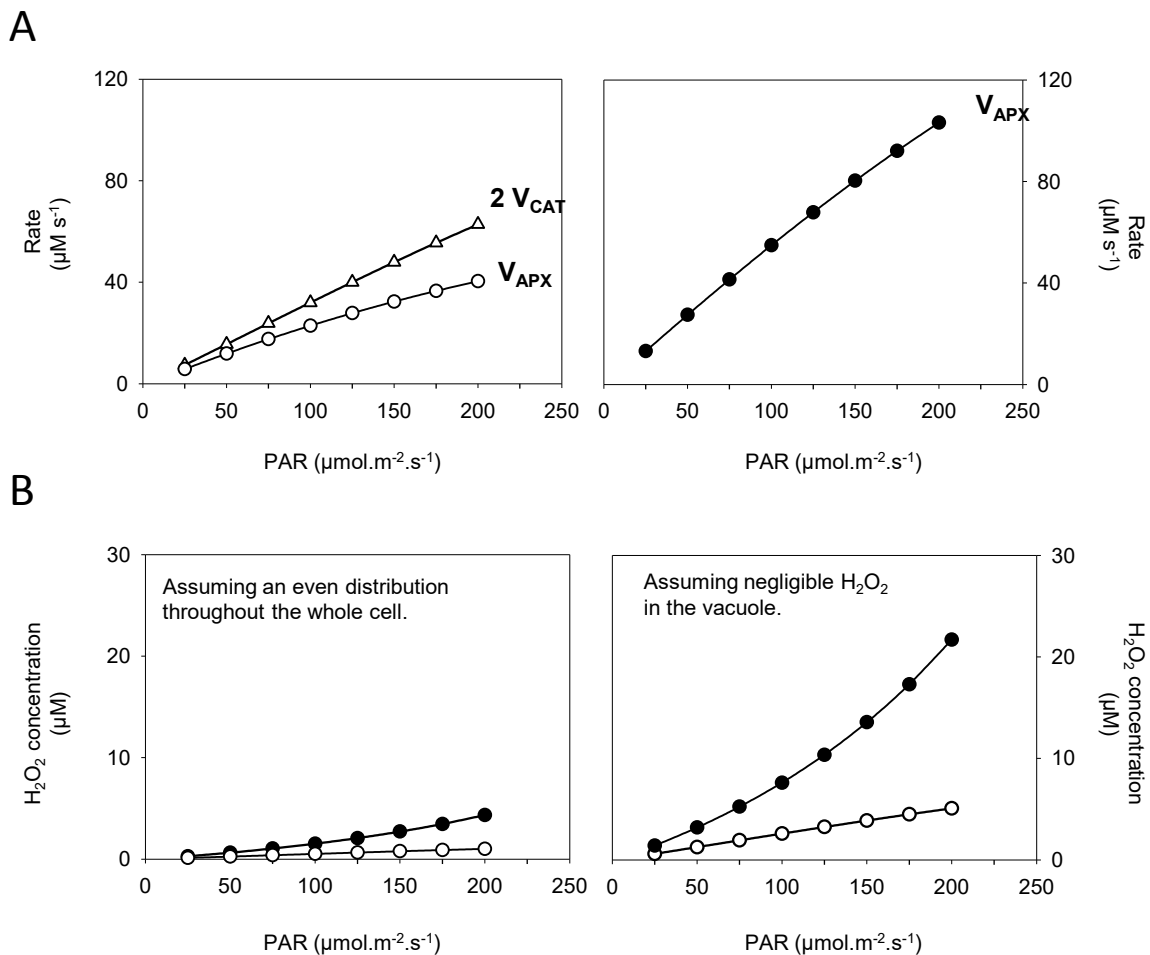 A
120
80
40
0
Rate
(µM s-1)
2 VCAT
VAPX
0 50 100 150 200 250
PAR (µmol.m-2.s-1)
VAPX
120
80
40
0
Rate
(µM s-1)
0 50 100 150 200 250
PAR (µmol.m-2.s-1)
B
30
20
10
0
H2O2 concentration
(µM)
Assuming an even distribution
throughout the whole cell.
0 50 100 150 200 250
PAR (µmol.m-2.s-1)
Assuming negligible H2O2
in the vacuole.
30
20
10
0
H2O2 concentration
(µM)
0 50 100 150 200 250
PAR (µmol.m-2.s-1)